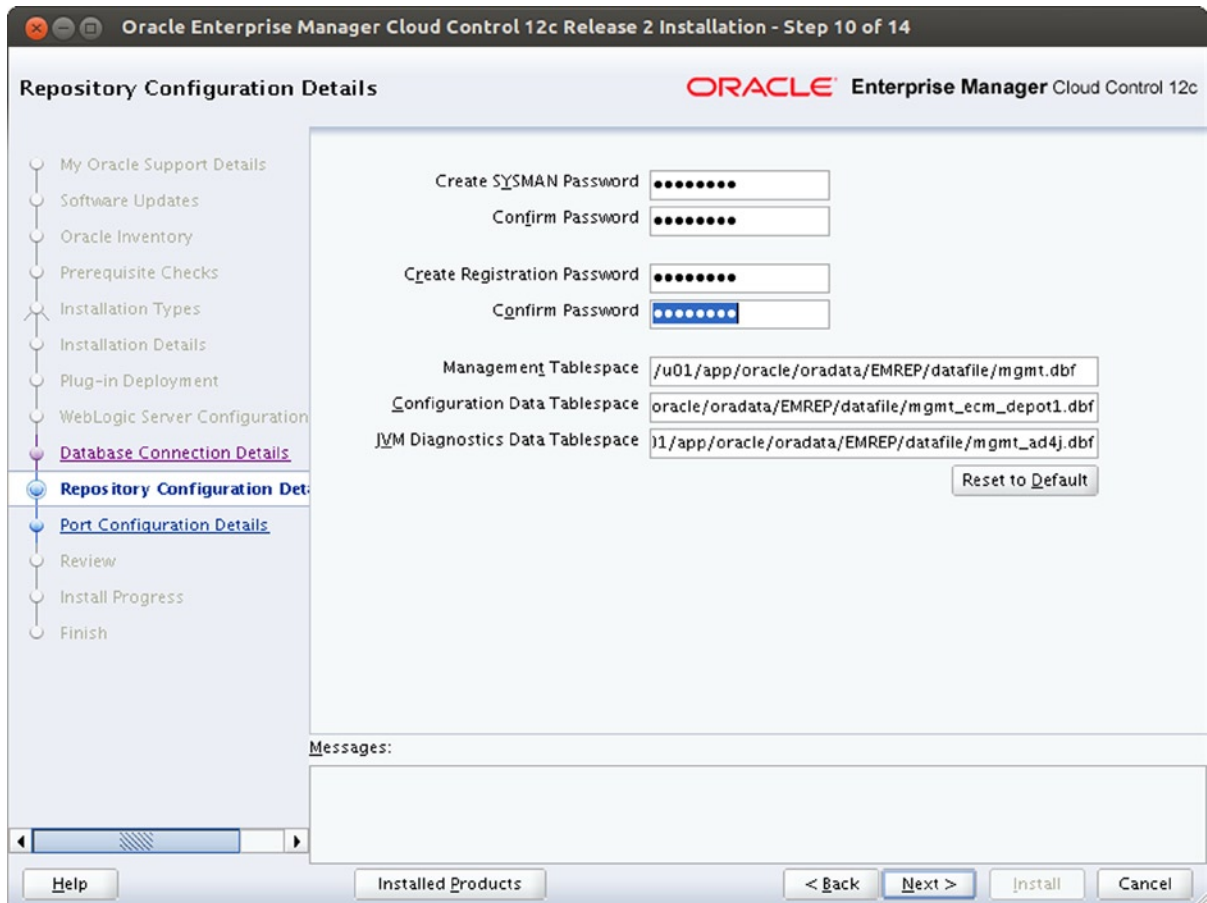 Oracle Enterprise Manager Cloud Control 12c Release 2 Installation - Step 10 of 14
Repository Configuration Details
ORACLE Enterprise Manager Cloud Control 12c
My Oracle Support Details
Software Updates
Oracle Inventory
Prerequisite Checks
Installation Types
Installation Details
Plug-in Deployment
WebLogic Server Configuration
Database Connection Details
Repository Configuration Deta
Port Configuration Details
Review
Install Progress
Finish
Create SYSMAN Password ••••••••
Confirm Password ••••••••
Create Registration Password ••••••••
Confirm Password ••••••••
Management Tablespace /u01/app/oracle/oradata/EMREP/datafile/mgmt.dbf
Configuration Data Tablespace oracle/oradata/EMREP/datafile/mgmt_ecm_depot1.dbf
JVM Diagnostics Data Tablespace 01/app/oracle/oradata/EMREP/datafile/mgmt_ad4j.dbf
Reset to Default
Messages:
Help Installed Products < Back Next > Install Cancel